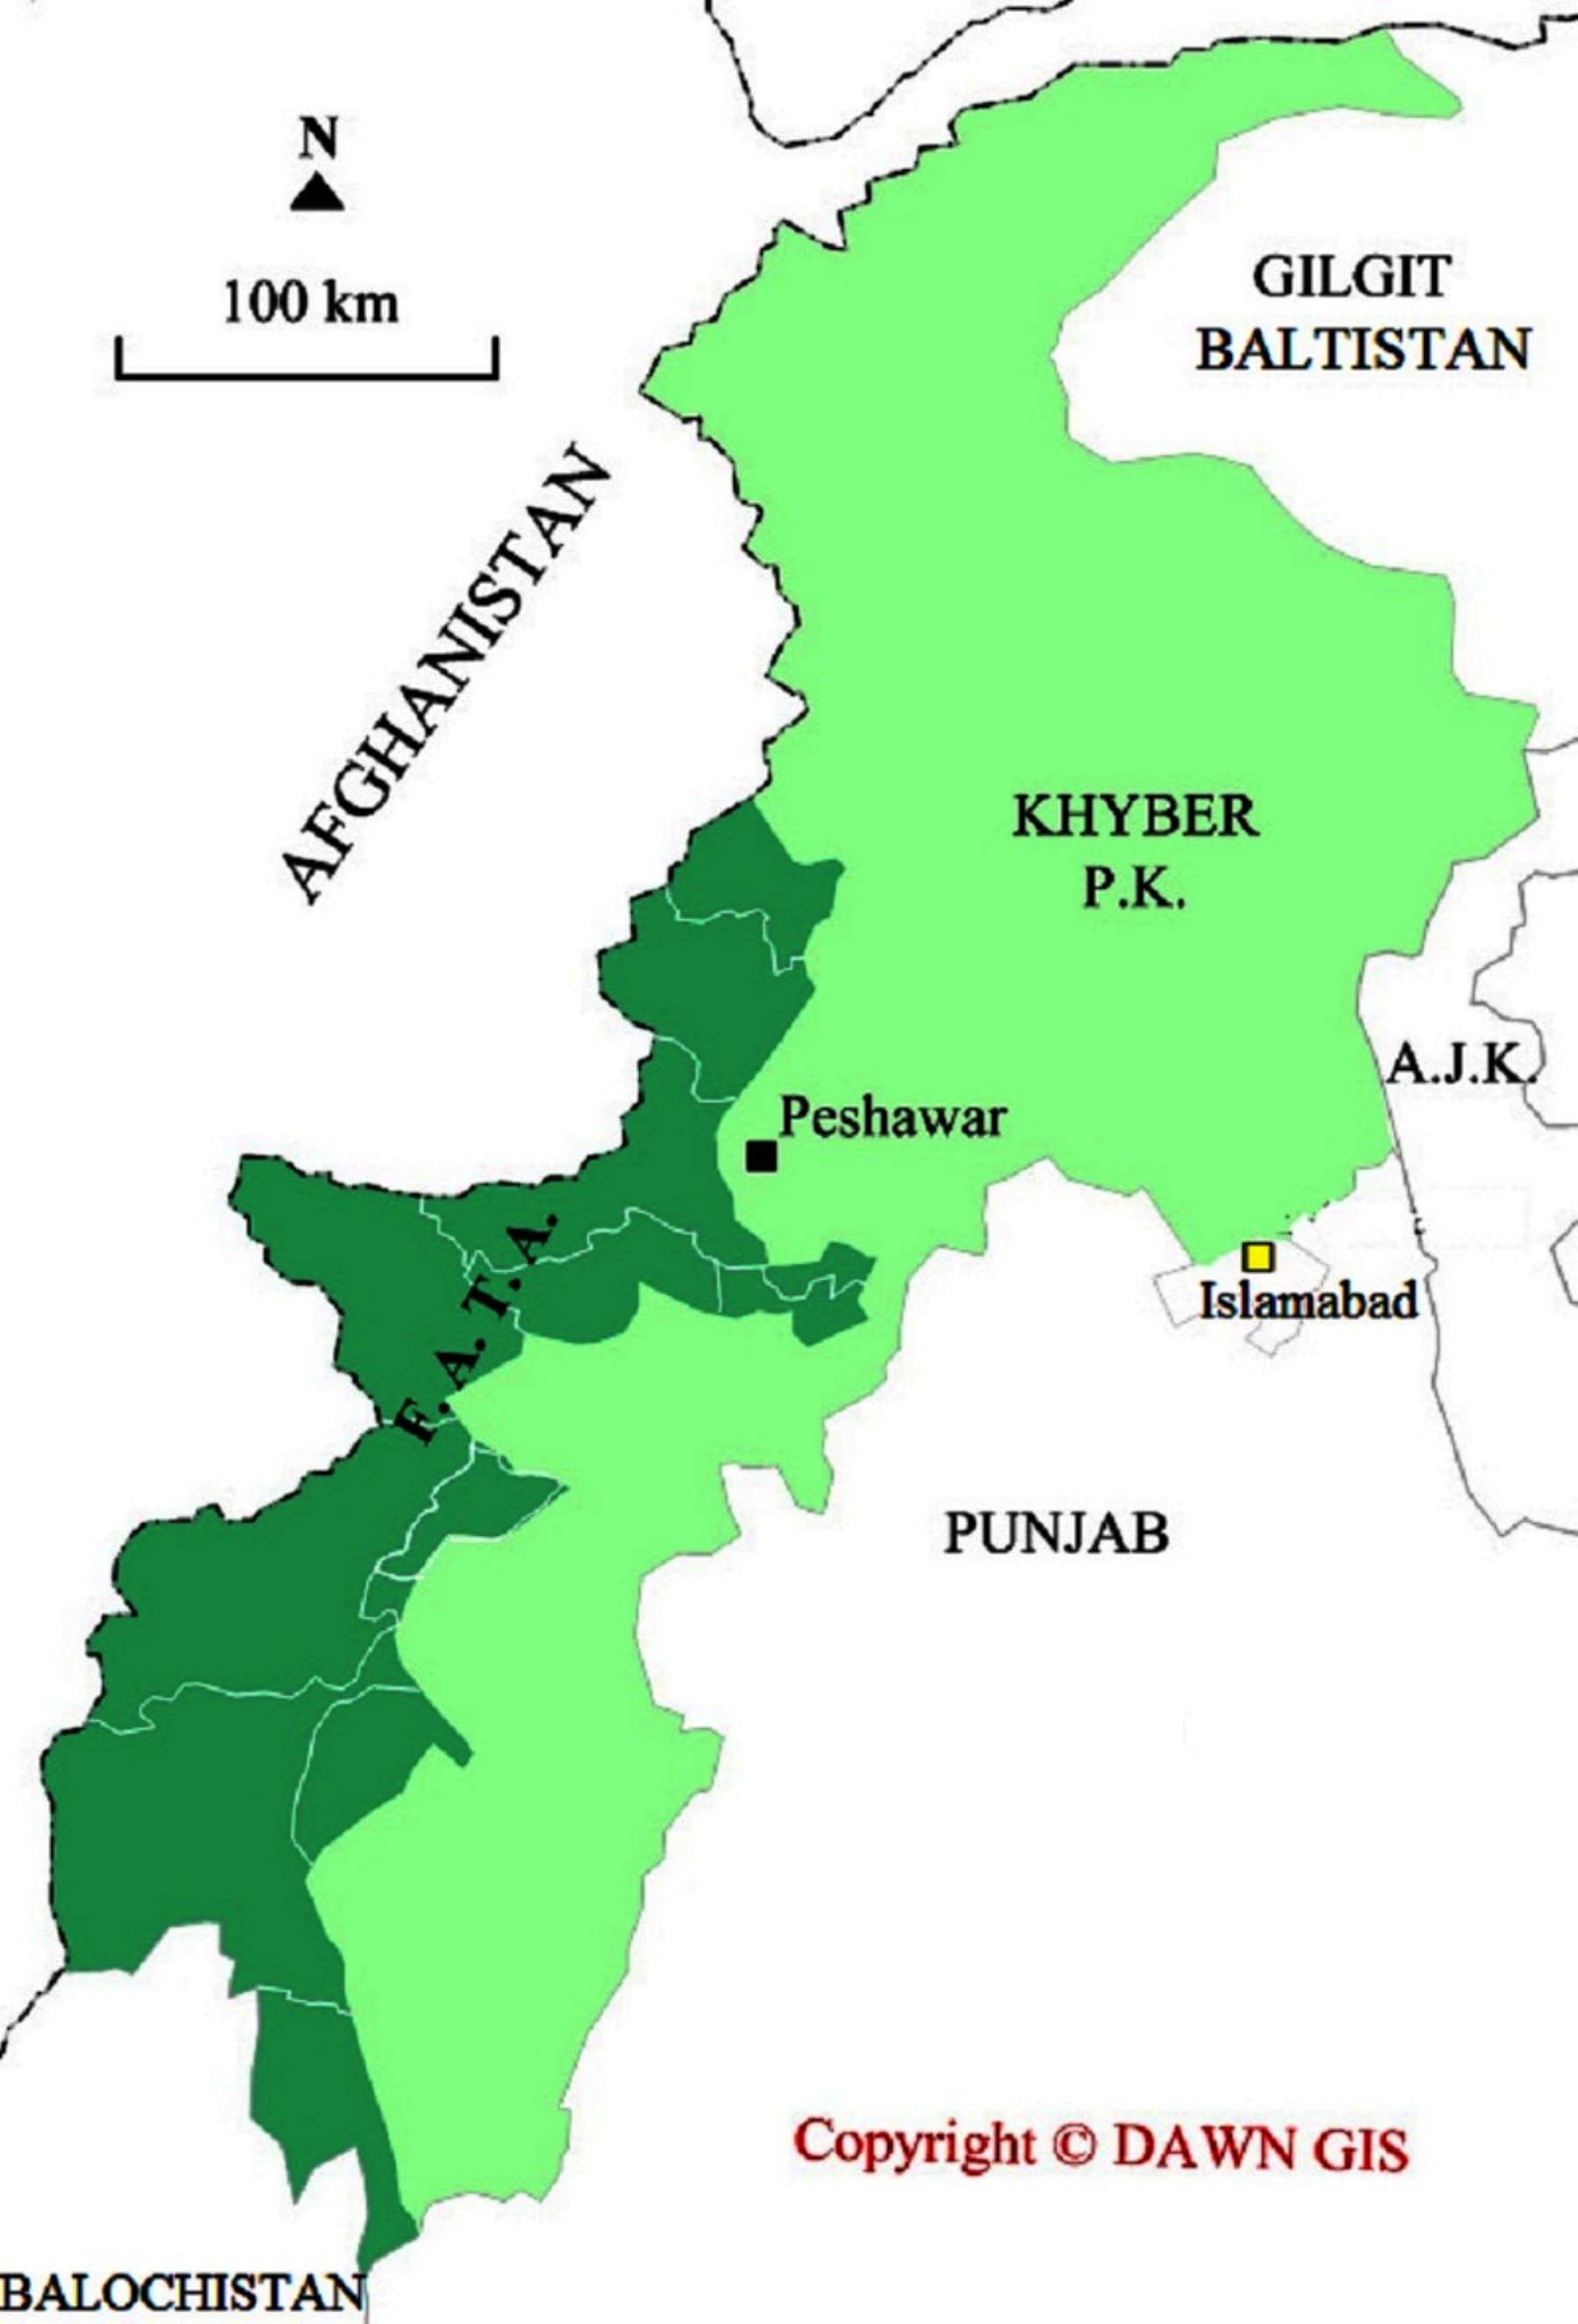 N
100 km
GILGIT
BALTISTAN
AFGHANISTAN
KHYBER
P.K.
A.J.K.
Peshawar
F.A.T.A.
Islamabad
PUNJAB
Copyright © DAWN GIS
BALOCHISTAN